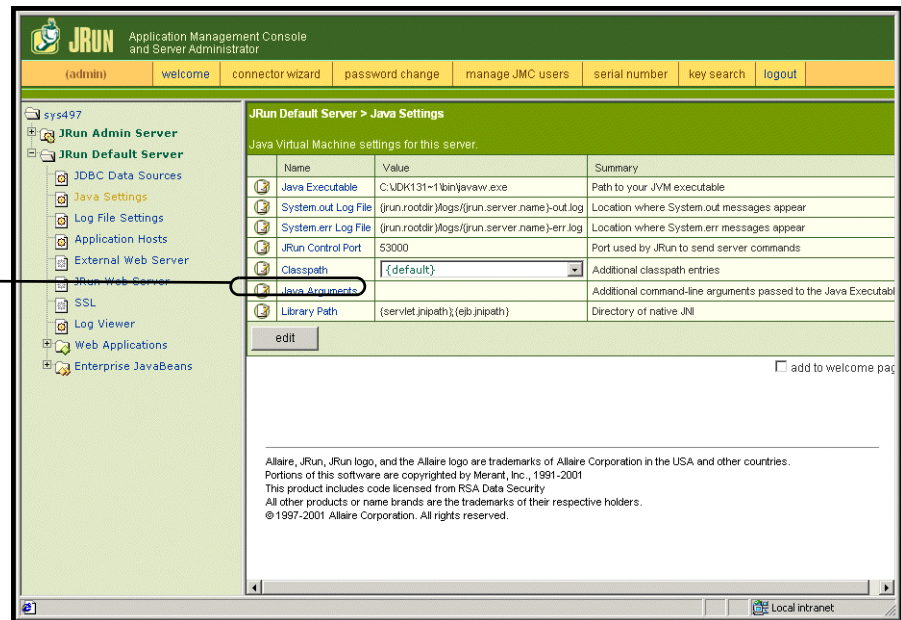 JRUN Application Management Console
and Server Administrator
(admin) welcome connector wizard password change manage JMC users serial number key search logout
sys497
JRun Admin Server
JRun Default Server
JDBC Data Sources
Java Settings
Log File Settings
Application Hosts
External Web Server
JRun Web Server
SSL
Log Viewer
Web Applications
Enterprise JavaBeans
JRun Default Server > Java Settings
Java Virtual Machine settings for this server.
Name Value Summary
Java Executable C:\JDK131~1\bin\javaw.exe Path to your JVM executable
System.out Log File {jrun.rootdir}/logs/{jrun.server.name}-out.log Location where System.out messages appear
System.err Log File {jrun.rootdir}/logs/{jrun.server.name}-err.log Location where System.err messages appear
JRun Control Port 53000 Port used by JRun to send server commands
Classpath {default} Additional classpath entries
Java Arguments Additional command-line arguments passed to the Java Executabl
Library Path {servlet.jnipath};{ejb.jnipath} Directory of native JNI
edit
add to welcome pag
Allaire, JRun, JRun logo, and the Allaire logo are trademarks of Allaire Corporation in the USA and other countries.
Portions of this software are copyrighted by Merant, Inc., 1991-2001
This product includes code licensed from RSA Data Security
All other products or name brands are the trademarks of their respective holders.
© 1997-2001 Allaire Corporation. All rights reserved.
Local intranet